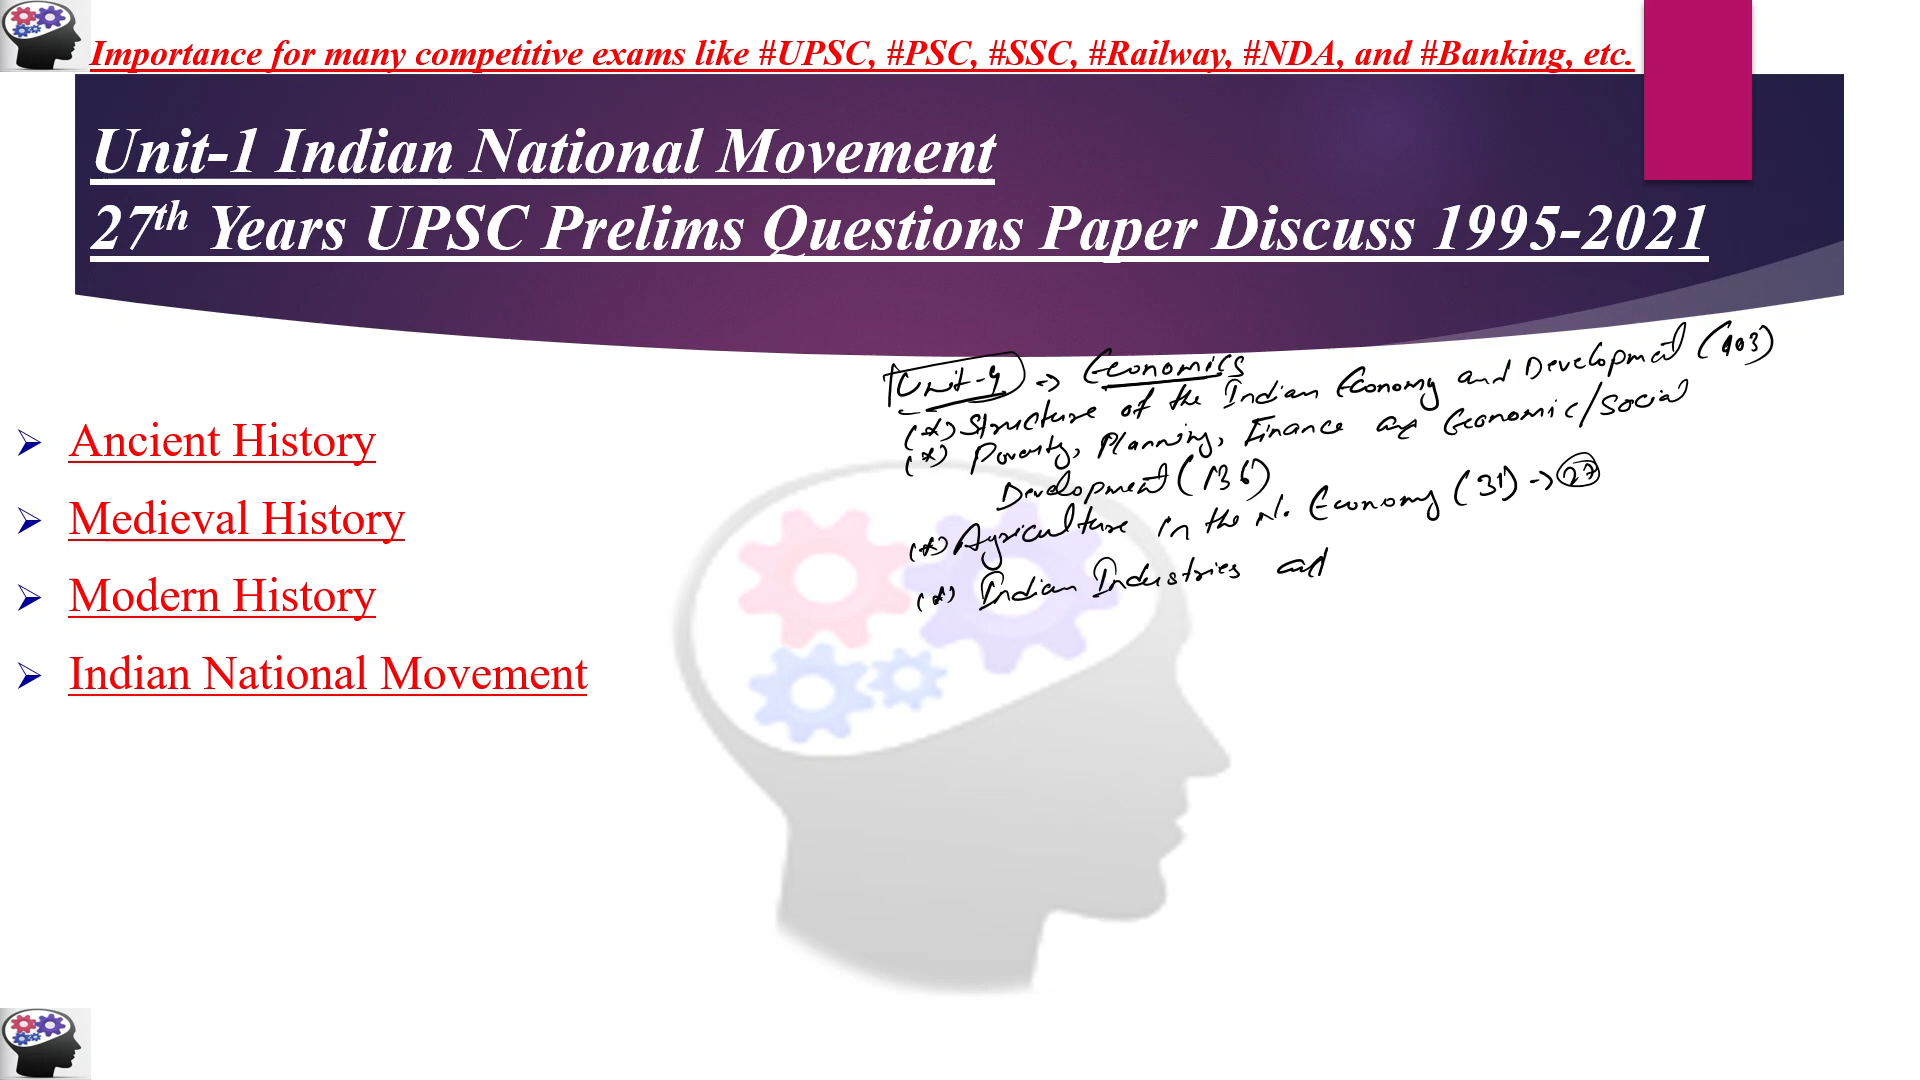 Importance for many competitive exams like #UPSC, #PSC, #SSC, #Railway, #NDA, and #Banking, etc.
Unit-1 Indian National Movement
27th Years UPSC Prelims Questions Paper Discuss 1995-2021
➢ Ancient History
➢ Medieval History
➢ Modern History
➢ Indian National Movement
Unit-4 → Economics
(*) Structure of the Indian Economy and Development (103)
(*) Poverty, Planning, Finance and Economic/Social
Development (136)
(*) Agriculture in the N. Economy (31) → 27
(*) Indian Industries and